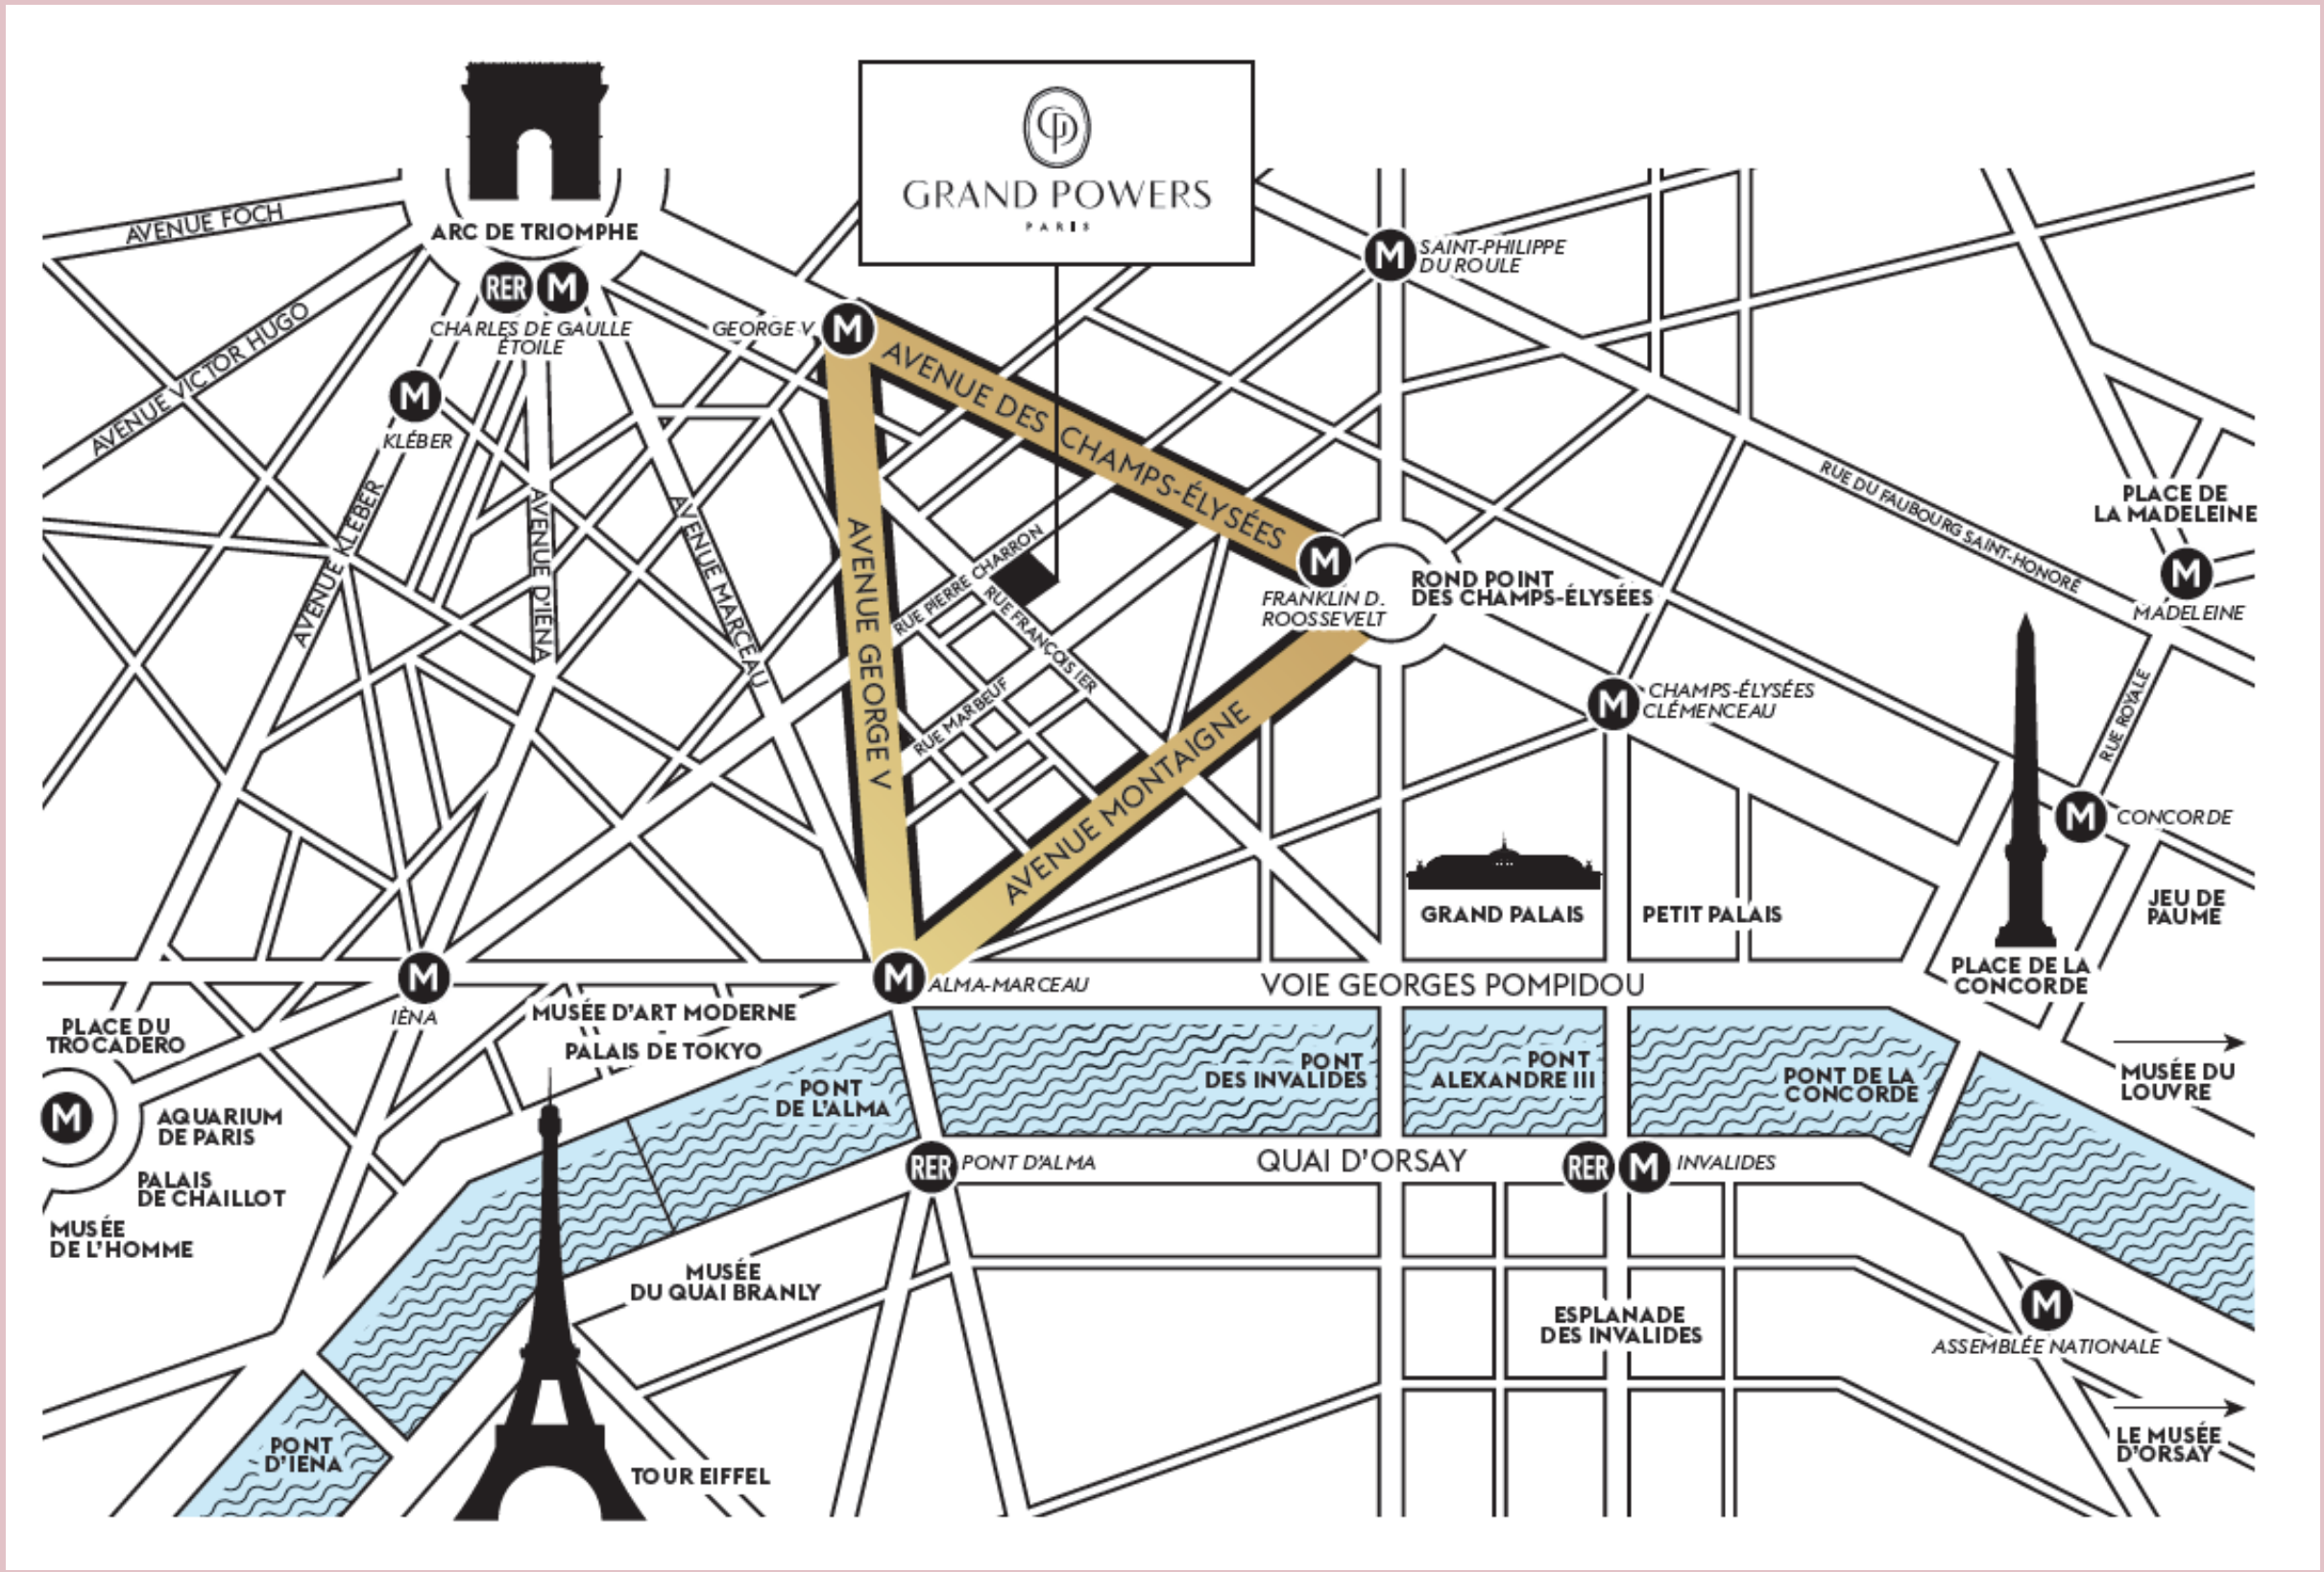 GP
GRAND POWERS
PARIS
AVENUE FOCH
ARC DE TRIOMPHE
RER
M
CHARLES DE GAULLE
ÉTOILE
AVENUE VICTOR HUGO
M
KLÉBER
GEORGE V
M
M
SAINT-PHILIPPE
DU ROULE
AVENUE DES CHAMPS-ÉLYSÉES
AVENUE KLÉBER
AVENUE D'IÉNA
AVENUE MARCEAU
AVENUE GEORGE V
RUE PIERRE CHARRON
RUE FRANÇOIS IER
RUE MARBEUF
AVENUE MONTAIGNE
M
FRANKLIN D.
ROOSSEVELT
ROND POINT
DES CHAMPS-ÉLYSÉES
RUE DU FAUBOURG SAINT-HONORÉ
PLACE DE
LA MADELEINE
M
MADELEINE
M
CHAMPS-ÉLYSÉES
CLÉMENCEAU
RUE ROYALE
M
CONCORDE
GRAND PALAIS
PETIT PALAIS
JEU DE
PAUME
PLACE DE LA
CONCORDE
M
IÈNA
M
ALMA-MARCEAU
VOIE GEORGES POMPIDOU
MUSÉE D'ART MODERNE
PALAIS DE TOKYO
PLACE DU
TROCADERO
M
AQUARIUM
DE PARIS
PALAIS
DE CHAILLOT
MUSÉE
DE L'HOMME
PONT
DE L'ALMA
PONT
DES INVALIDES
PONT
ALEXANDRE III
PONT DE LA
CONCORDE
MUSÉE DU
LOUVRE
RER
PONT D'ALMA
QUAI D'ORSAY
RER
M
INVALIDES
MUSÉE
DU QUAI BRANLY
ESPLANADE
DES INVALIDES
M
ASSEMBLÉE NATIONALE
PONT
D'IENA
TOUR EIFFEL
LE MUSÉE
D'ORSAY